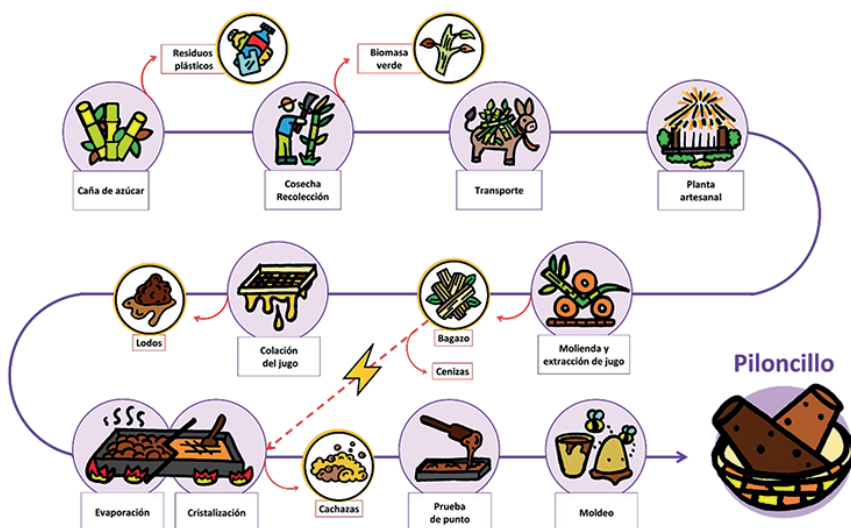 Residuos
plásticos
Biomasa
verde
Caña de azúcar
Cosecha
Recolección
Transporte
Planta
artesanal
Lodos
Colación
del jugo
Bagazo
Cenizas
Molienda y
extracción de jugo
Piloncillo
Evaporación
Cristalización
Cachazas
Prueba
de punto
Moldeo